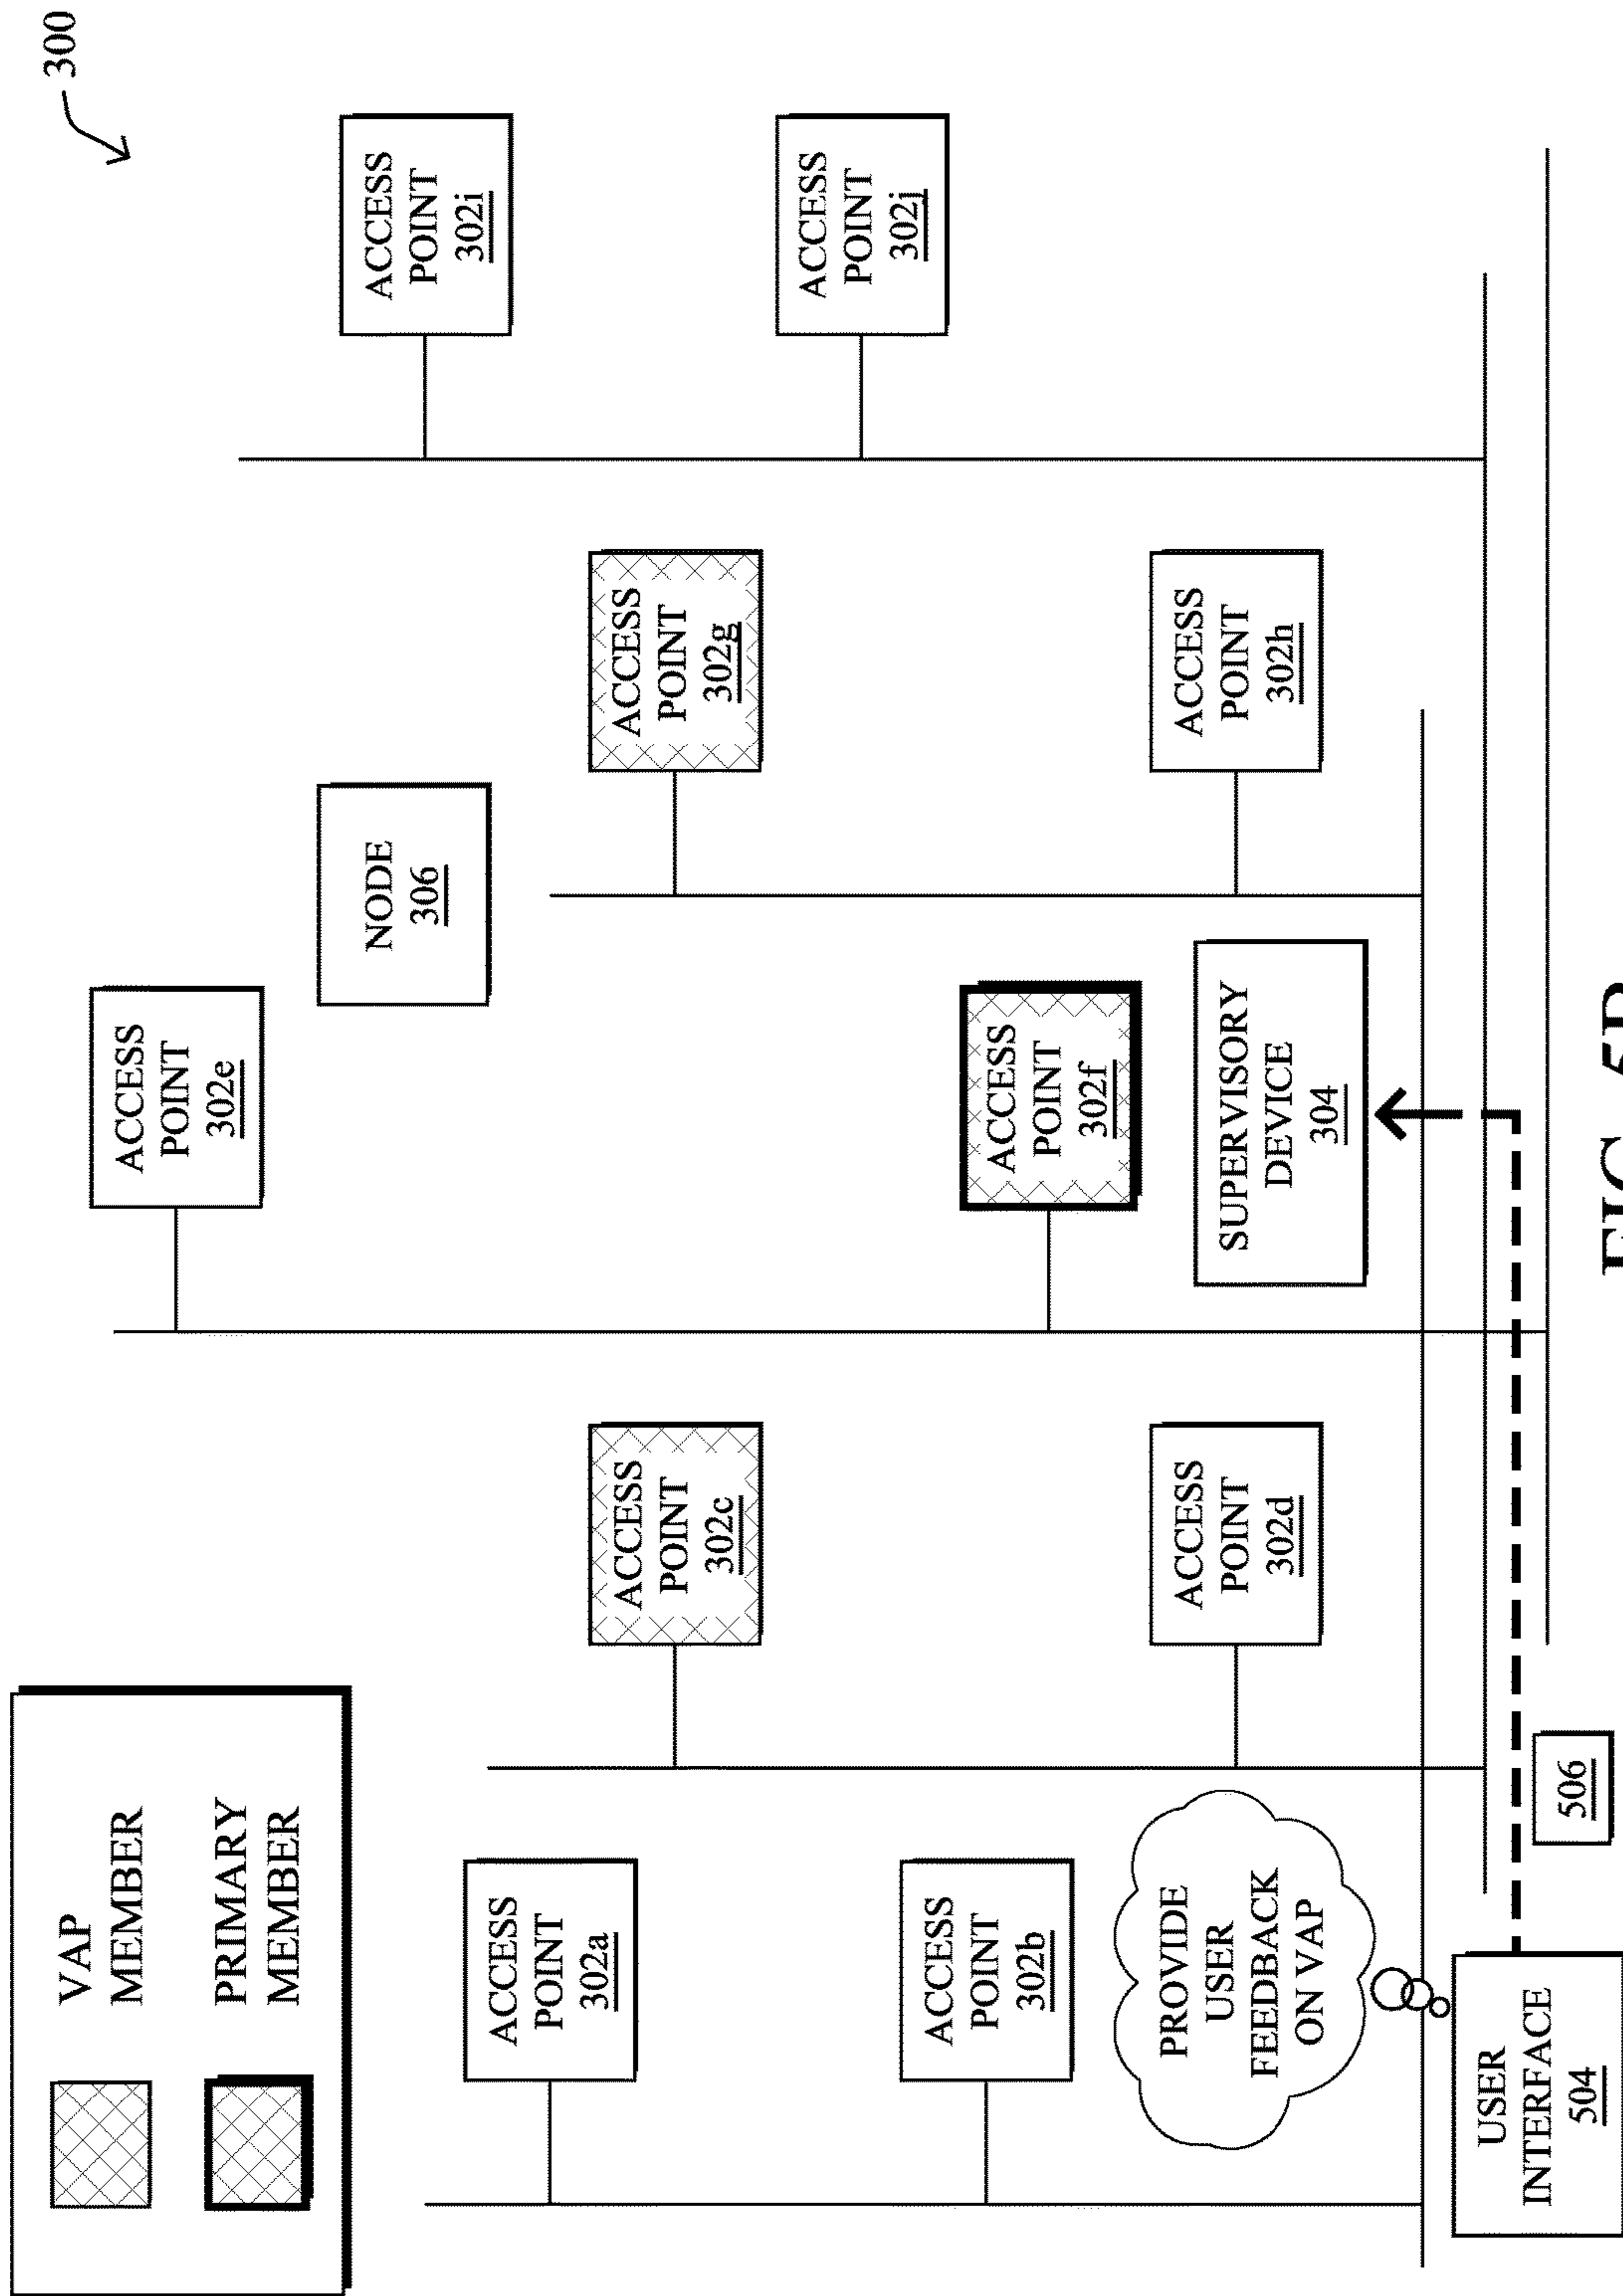 300
VAP
MEMBER
PRIMARY
MEMBER
ACCESS
POINT
302e
NODE
306
ACCESS
POINT
302i
ACCESS
POINT
302a
ACCESS
POINT
302c
ACCESS
POINT
302g
ACCESS
POINT
302j
ACCESS
POINT
302b
ACCESS
POINT
302f
PROVIDE
USER
FEEDBACK
ON VAP
ACCESS
POINT
302d
SUPERVISORY
DEVICE
304
ACCESS
POINT
302h
USER
INTERFACE
504
506
FIG.